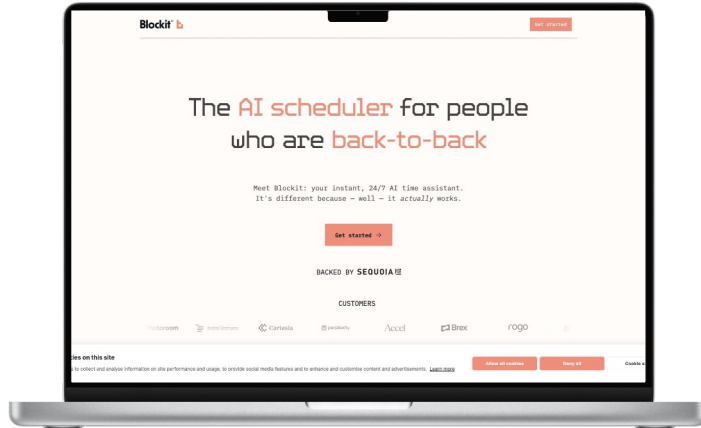 Blockit
Get started
The AI scheduler for people
who are back-to-back
Meet Blockit: your instant, 24/7 AI time assistant.
It's different because — well — it actually works.
Get started →
BACKED BY SEQUOIA
CUSTOMERS
Cartesia
perplexity
Accel
Brex
rogo
ies on this site
s to collect and analyse information on site performance and usage, to provide social media features and to enhance and customise content and advertisements. Learn more
Allow all cookies
Deny all
Cookie s